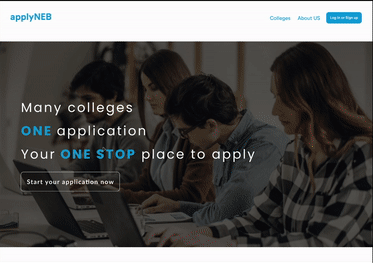 applyNEB
Colleges
About US
Log in or Sign up
Many colleges
ONE application
Your ONE STOP place to apply
Start your application now